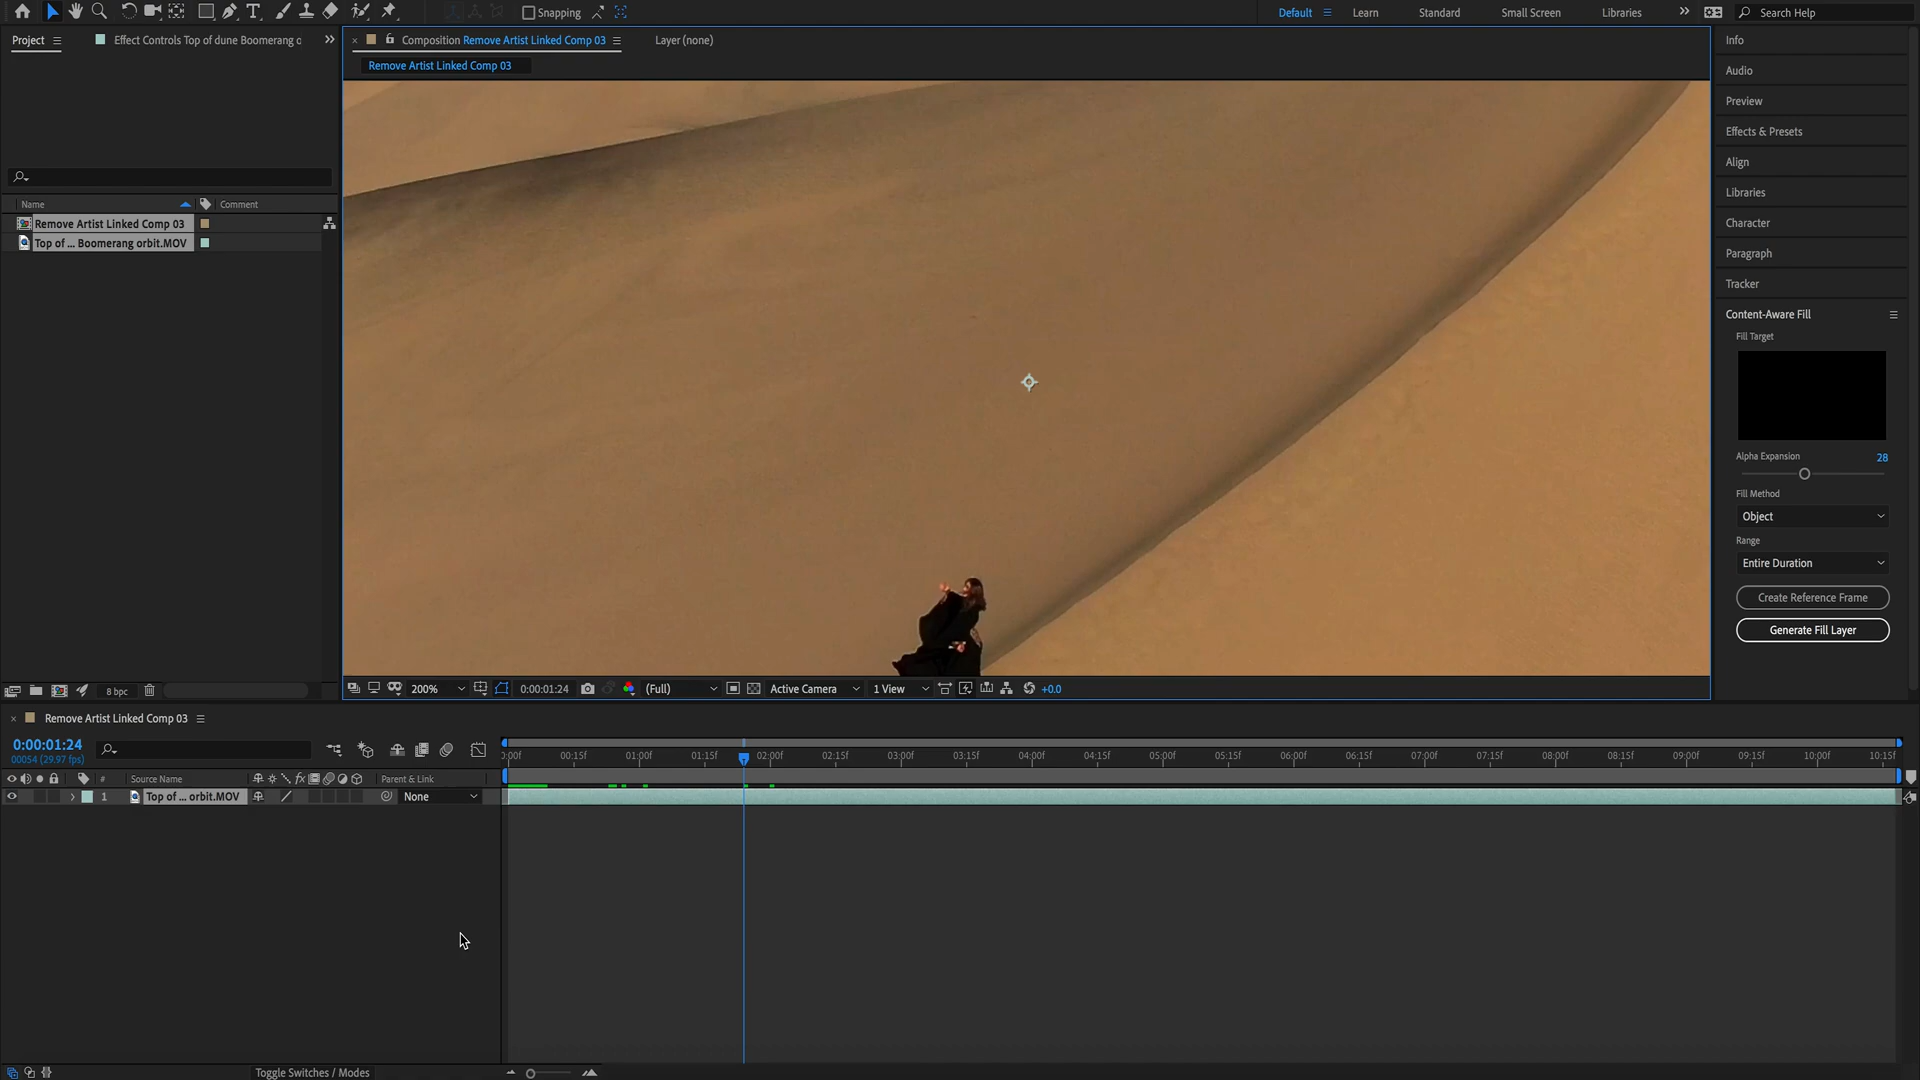 Snapping
Default
Learn
Standard
Small Screen
Libraries
Search Help
Project
Effect Controls Top of dune Boomerang o
Composition Remove Artist Linked Comp 03
Layer (none)
Remove Artist Linked Comp 03
Name
Comment
Remove Artist Linked Comp 03
Top of ... Boomerang orbit.MOV
Info
Audio
Preview
Effects & Presets
Align
Libraries
Character
Paragraph
Tracker
Content-Aware Fill
Fill Target
Alpha Expansion 28
Fill Method
Object
Range
Entire Duration
Create Reference Frame
Generate Fill Layer
8 bpc
200%
0:00:01:24
(Full)
Active Camera
1 View
+0.0
Remove Artist Linked Comp 03
0:00:01:24
00054 (29.97 fps)
# Source Name
fx
Parent & Link
):00f 00:15f 01:00f 01:15f 02:00f 02:15f 03:00f 03:15f 04:00f 04:15f 05:00f 05:15f 06:00f 06:15f 07:00f 07:15f 08:00f 08:15f 09:00f 09:15f 10:00f 10:15f
1 Top of ... orbit.MOV
None
Toggle Switches / Modes